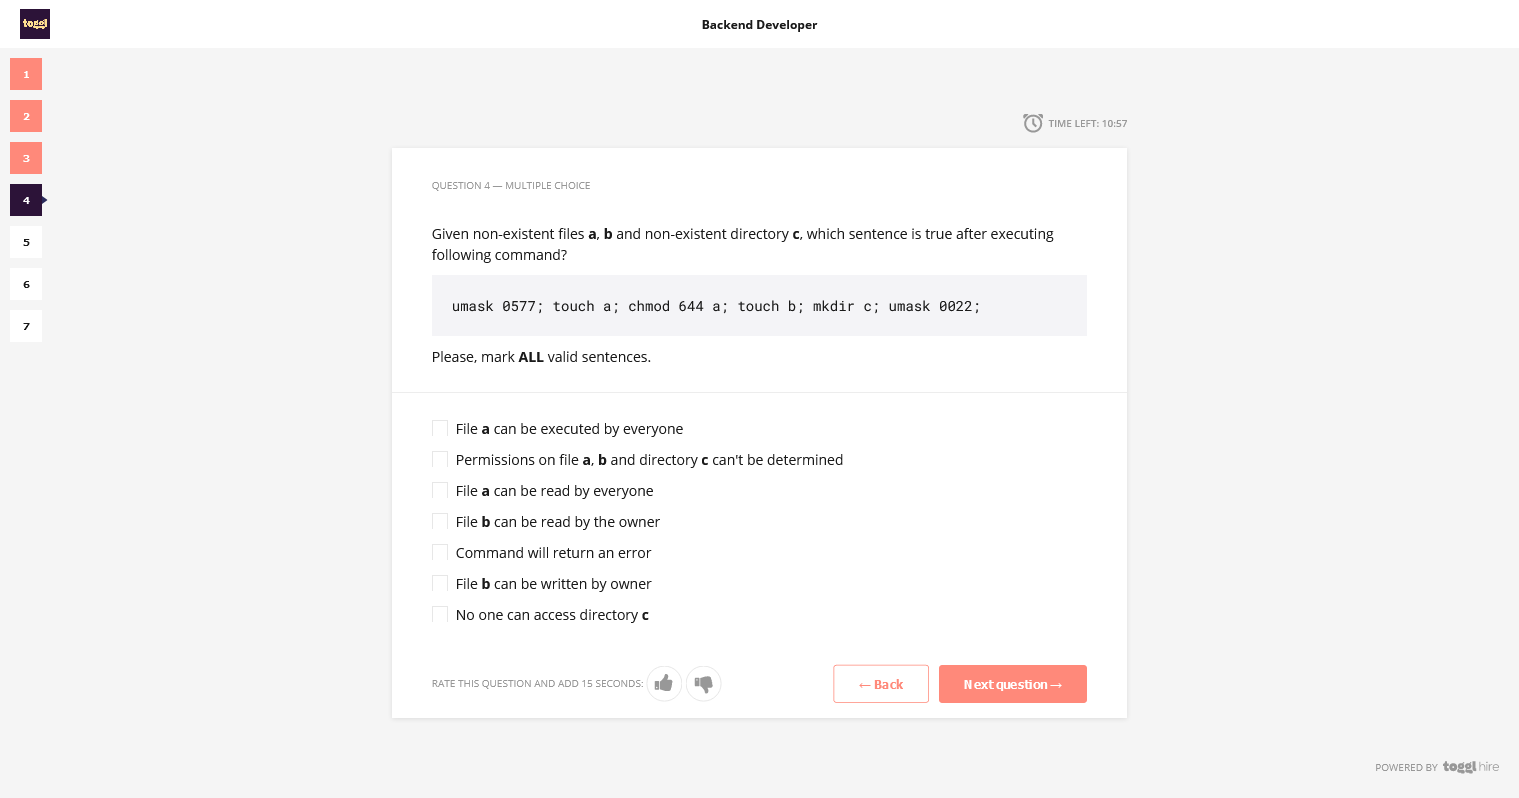 toggl
Backend Developer
1
2
3
4
5
6
7
TIME LEFT: 10:57
QUESTION 4 — MULTIPLE CHOICE
Given non-existent files a, b and non-existent directory c, which sentence is true after executing
following command?
umask 0577; touch a; chmod 644 a; touch b; mkdir c; umask 0022;
Please, mark ALL valid sentences.
File a can be executed by everyone
Permissions on file a, b and directory c can't be determined
File a can be read by everyone
File b can be read by the owner
Command will return an error
File b can be written by owner
No one can access directory c
RATE THIS QUESTION AND ADD 15 SECONDS:
← Back
Next question →
POWERED BY toggl hire